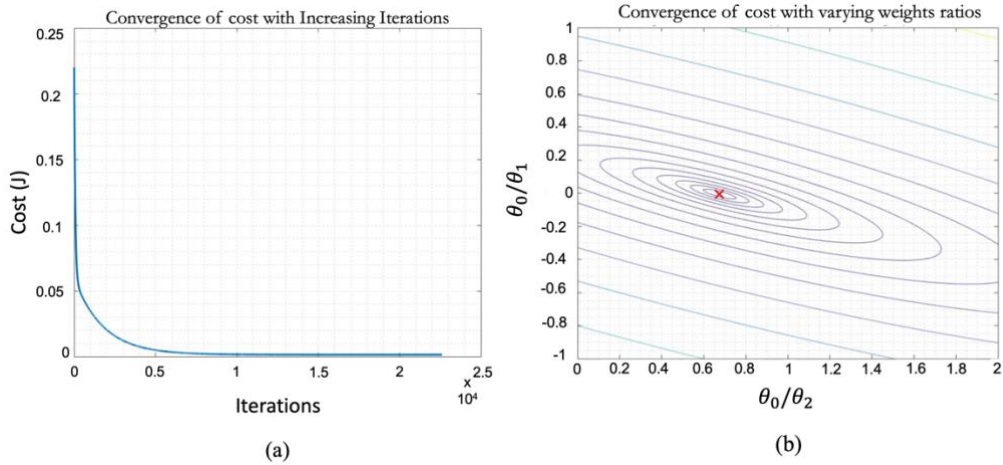 Convergence of cost with Increasing Iterations
0.25
0.2
0.15
0.1
0.05
0
Cost (J)
0
0.5
1
1.5
2
2.5
x
10⁴
Iterations
(a)
Convergence of cost with varying weights ratios
1
0.8
0.6
0.4
0.2
0
-0.2
-0.4
-0.6
-0.8
-1
θ₀/θ₁
0 0.2 0.4 0.6 0.8 1 1.2 1.4 1.6 1.8 2
θ₀/θ₂
(b)